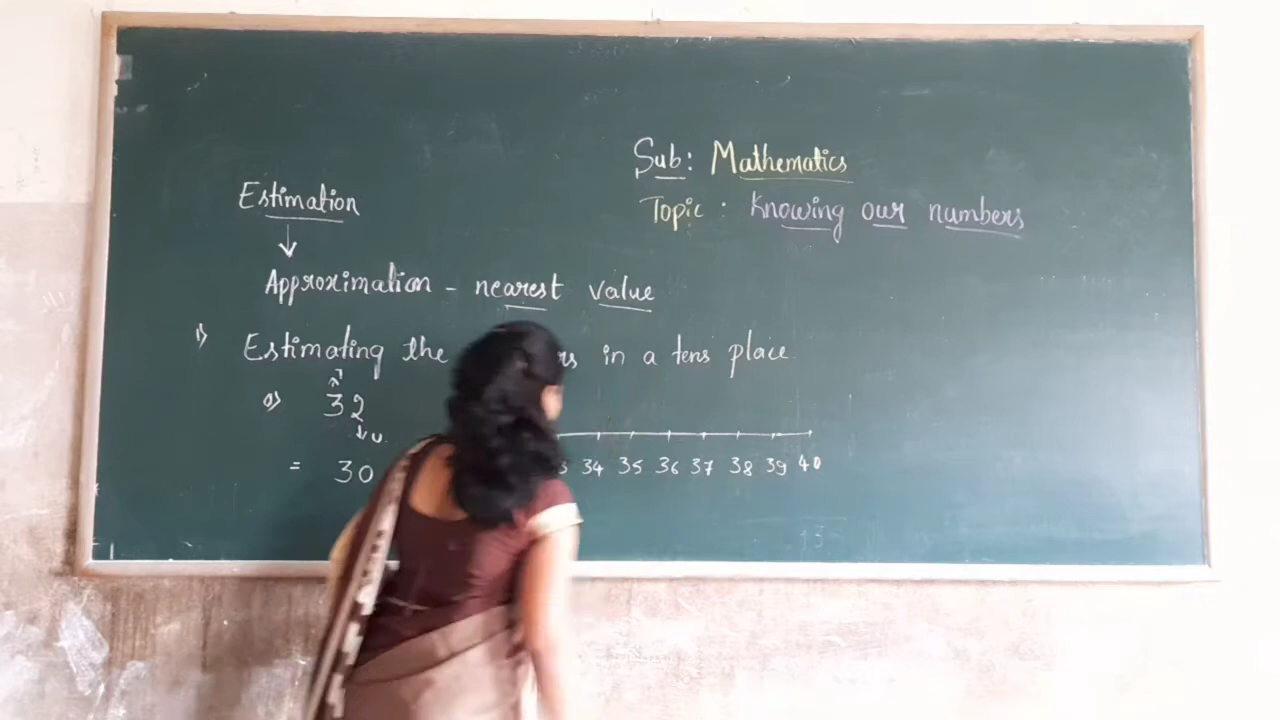 Sub: Mathematics
Topic: Knowing our numbers
Estimation
↓
Approximation - nearest value
1) Estimating the in a tens place
a) 32
↓ U
= 30
34 35 36 37 38 39 40